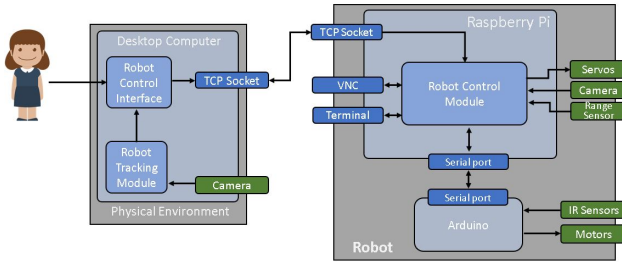 Desktop Computer
Robot
Control
Interface
TCP Socket
Robot
Tracking
Module
Camera
Physical Environment
TCP Socket
Raspberry Pi
VNC
Terminal
Robot Control
Module
Servos
Camera
Range
Sensor
Serial port
Serial port
Arduino
IR Sensors
Motors
Robot